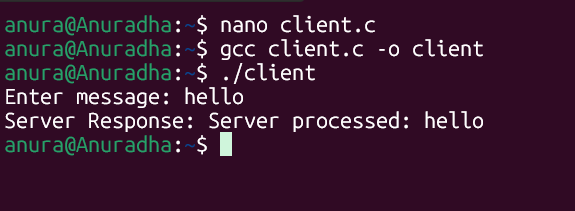 anura@Anuradha:~$ nano client.c
anura@Anuradha:~$ gcc client.c -o client
anura@Anuradha:~$ ./client
Enter message: hello
Server Response: Server processed: hello
anura@Anuradha:~$